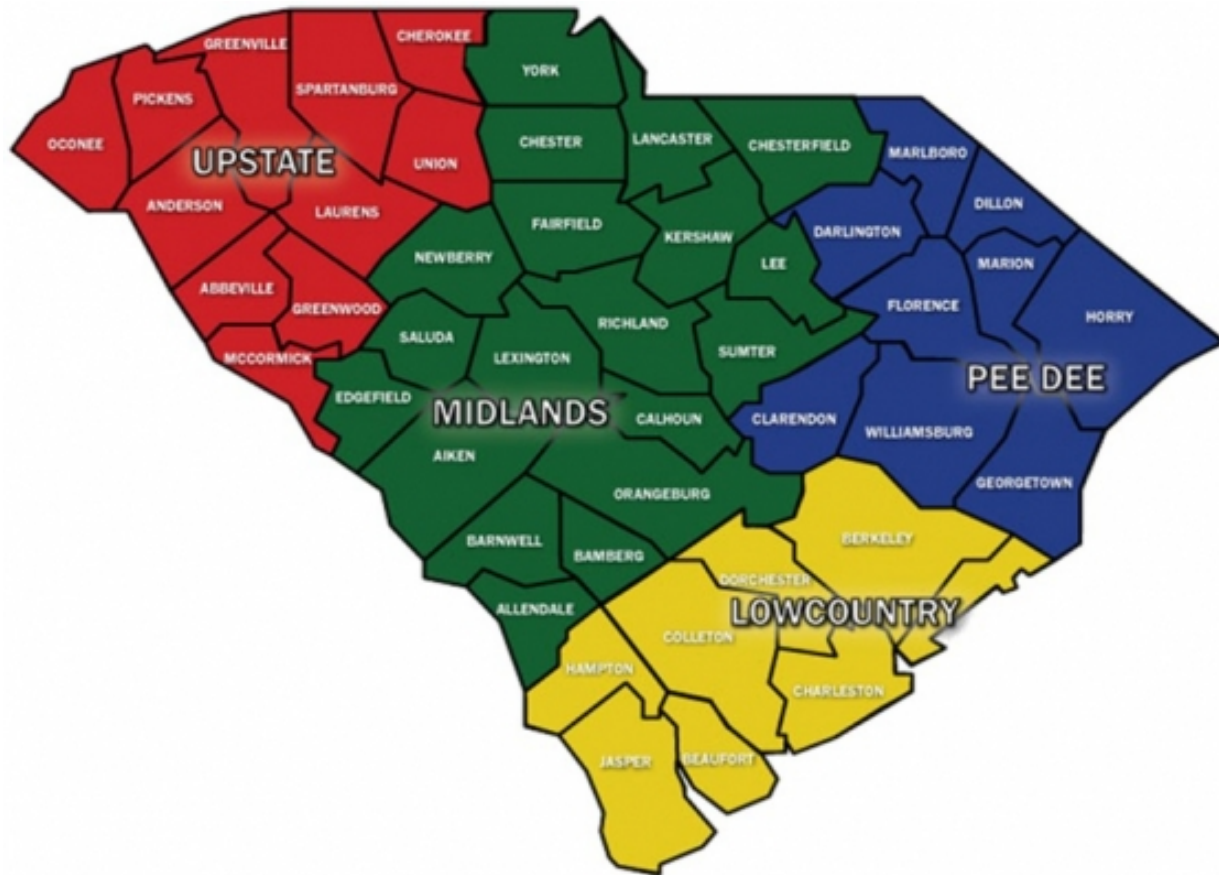 GREENVILLE
CHEROKEE
YORK
PICKENS
SPARTANBURG
OCONEE
CHESTER
LANCASTER
CHESTERFIELD
MARLBORO
UPSTATE
UNION
ANDERSON
LAURENS
DILLON
FAIRFIELD
KERSHAW
DARLINGTON
NEWBERRY
LEE
MARION
ABBEVILLE
GREENWOOD
FLORENCE
HORRY
RICHLAND
SALUDA
LEXINGTON
SUMTER
MCCORMICK
PEE DEE
EDGEFIELD
MIDLANDS
CALHOUN
CLARENDON
WILLIAMSBURG
AIKEN
GEORGETOWN
ORANGEBURG
BARNWELL
BERKELEY
BAMBERG
DORCHESTER
ALLENDALE
LOWCOUNTRY
COLLETON
HAMPTON
CHARLESTON
JASPER
BEAUFORT